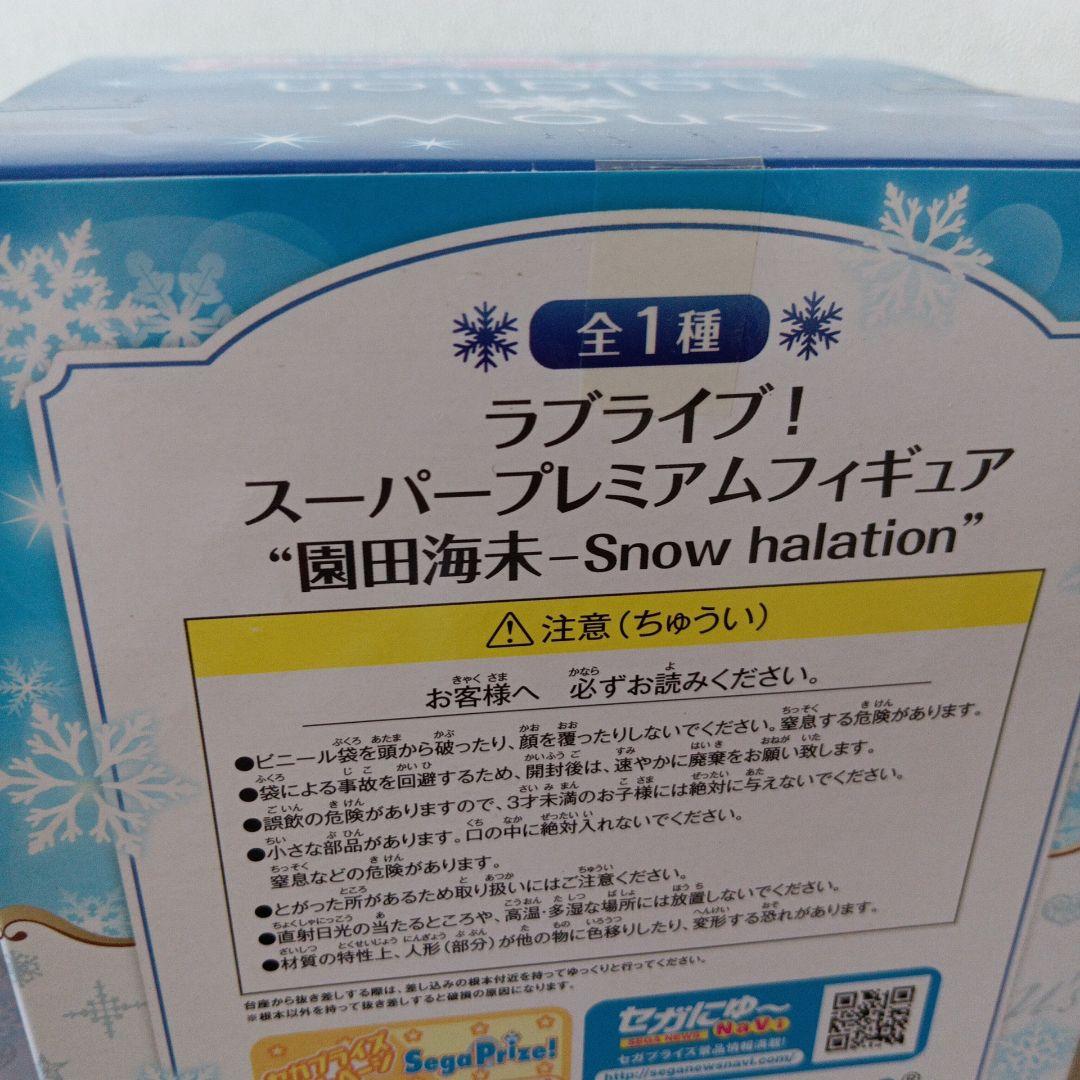 snow
halation
全1種
ラブライブ!
スーパープレミアムフィギュア
“園田海未−Snow halation”
注意(ちゅうい)
お客様へ 必ずお読みください。
●ビニール袋を頭から破ったり、顔を覆ったりしないでください。窒息する危険があります。
●袋による事故を回避するため、開封後は、速やかに廃棄をお願い致します。
●誤飲の危険がありますので、3才未満のお子様には絶対に与えないでください。
●小さな部品があります。口の中に絶対入れないでください。
窒息などの危険があります。
●とがった所があるため取り扱いにはご注意ください。
●直射日光の当たるところや、高温・多湿な場所には放置しないでください。
●材質の特性上、人形(部分)が他の物に色移りしたり、変形する恐れがあります。
台座から抜き差しする際は、差し込みの根本付近を持ってゆっくりと行ってください。
※根本以外を持って抜き差しすると破損の原因になります。
SegaPrize!
セガにゅ〜
SEGA NEWS NaVi
セガプライズ景品情報満載!
http://seganewsnavi.com/